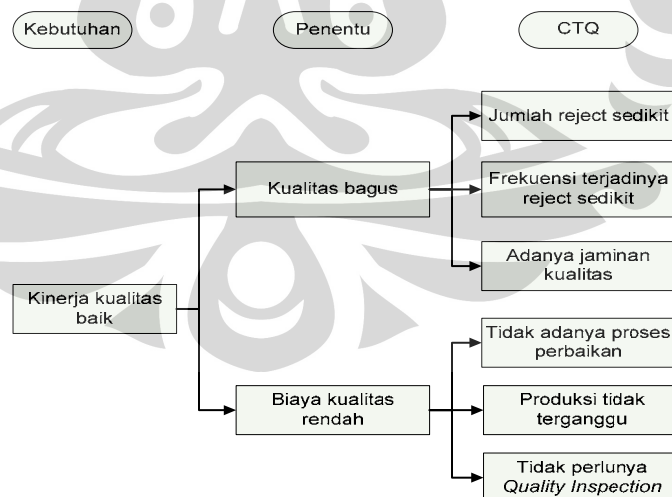 Kebutuhan
Penentu
CTQ
Jumlah reject sedikit
Kualitas bagus
Frekuensi terjadinya
reject sedikit
Adanya jaminan
kualitas
Kinerja kualitas
baik
Tidak adanya proses
perbaikan
Biaya kualitas
rendah
Produksi tidak
terganggu
Tidak perlunya
Quality Inspection